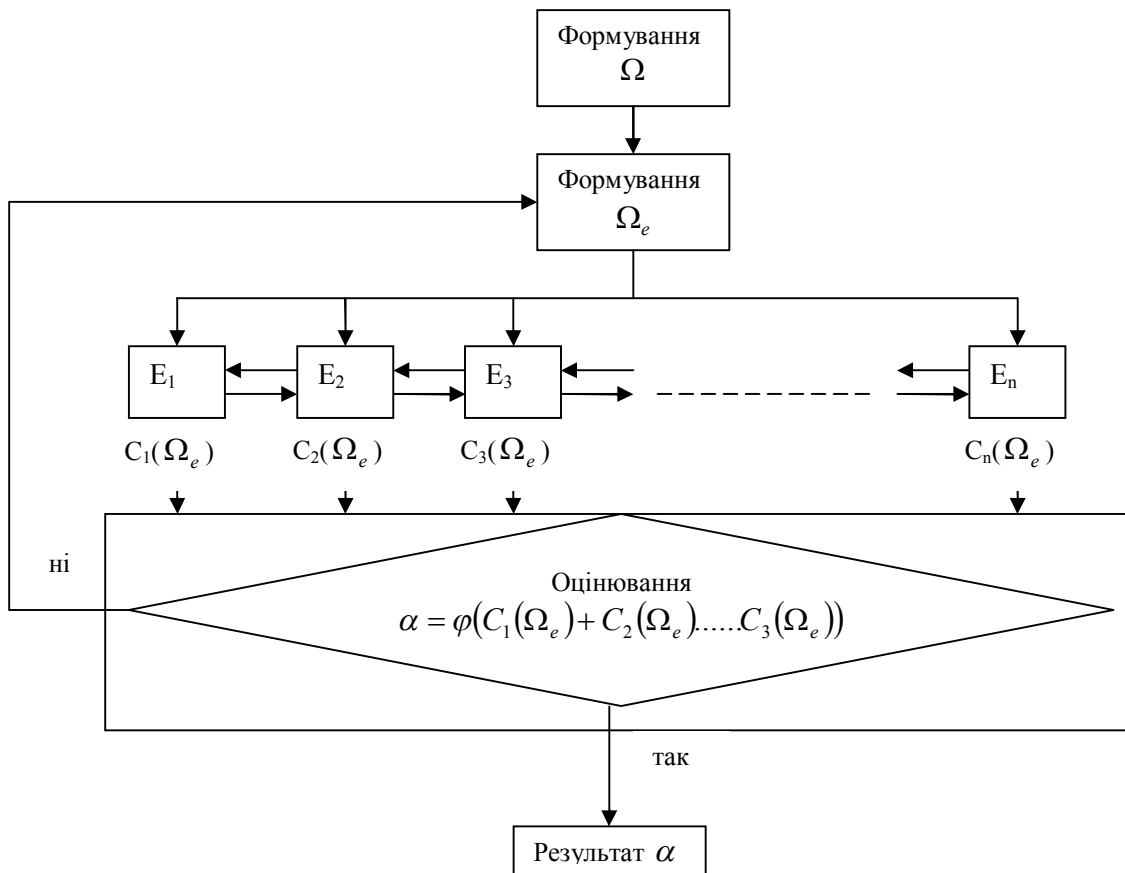 Формування
Ω
Формування
Ωₑ
E₁ E₂ E₃ Eₙ
C₁(Ωₑ) C₂(Ωₑ) C₃(Ωₑ) Cₙ(Ωₑ)
ні
Оцінювання
α = φ(C₁(Ωₑ)+ C₂(Ωₑ)......C₃(Ωₑ))
так
Результат α